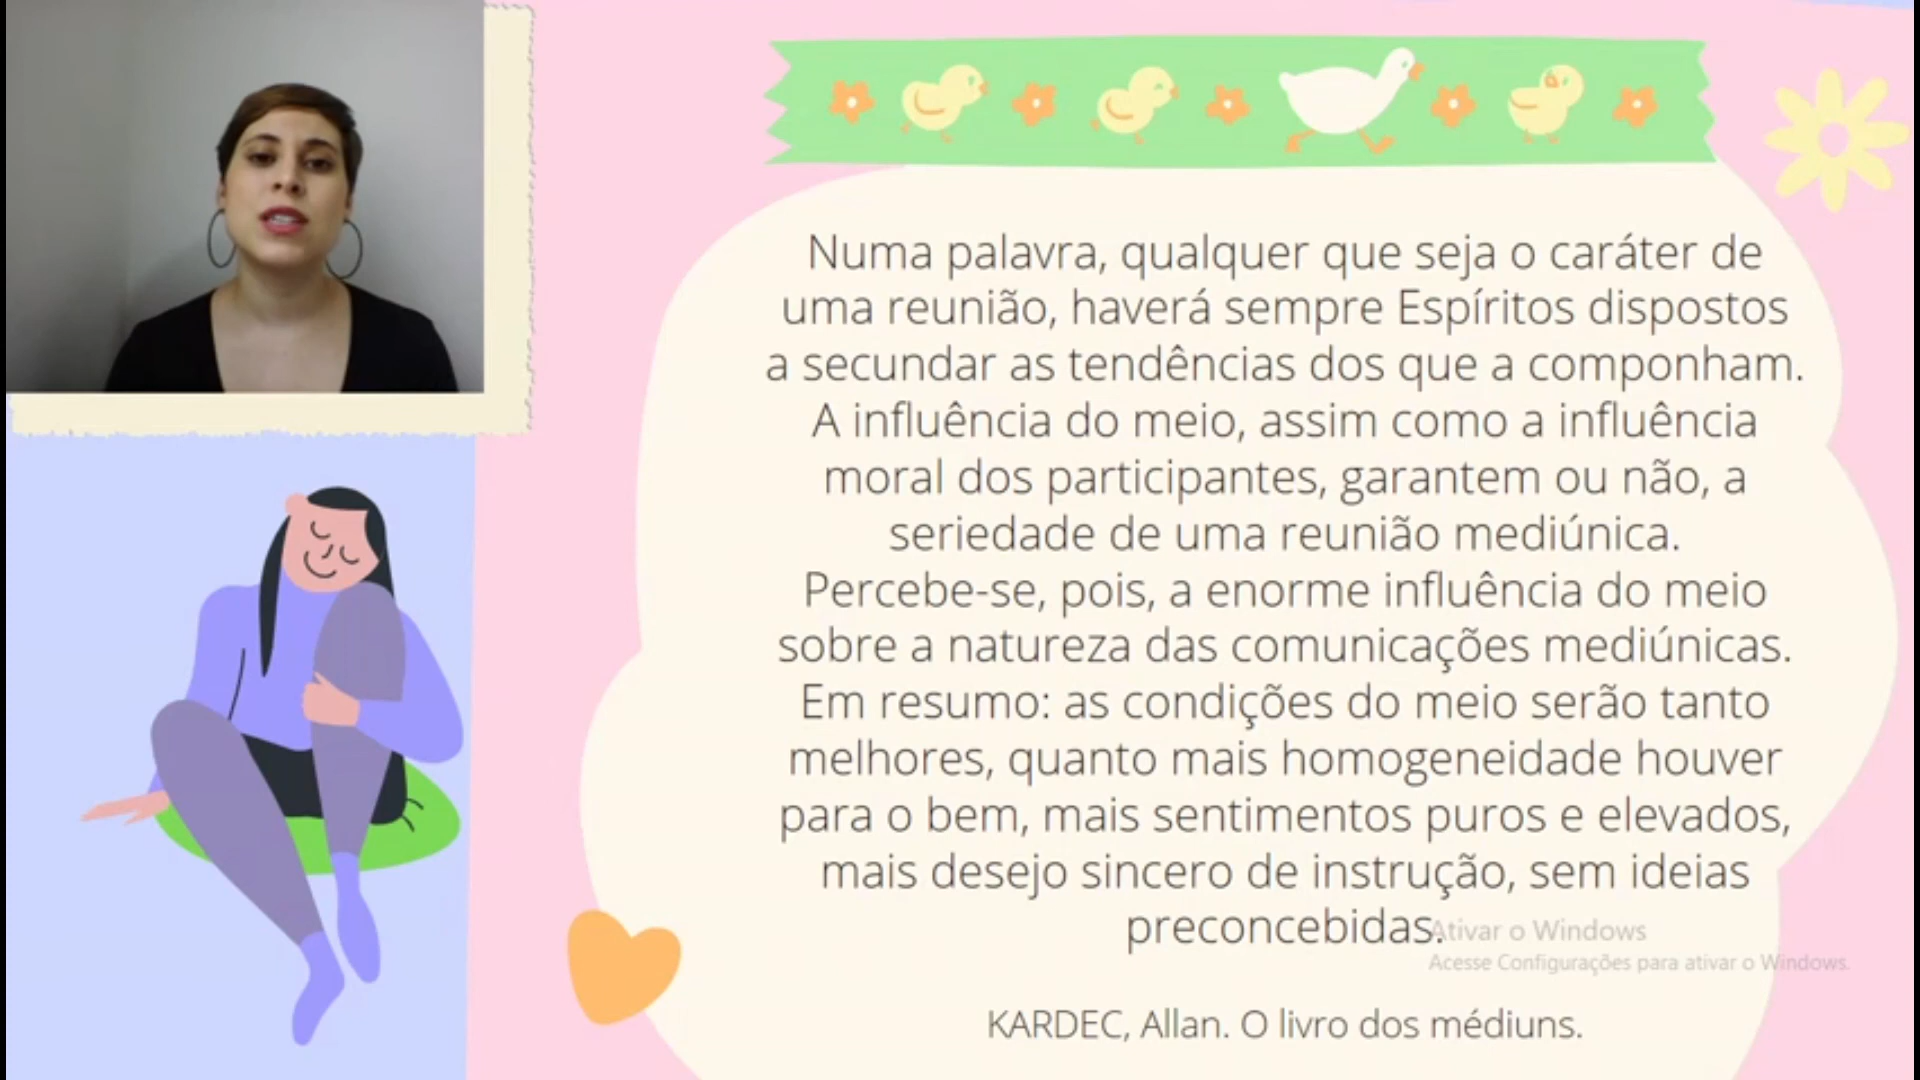 Numa palavra, qualquer que seja o caráter de
uma reunião, haverá sempre Espíritos dispostos
a secundar as tendências dos que a componham.
A influência do meio, assim como a influência
moral dos participantes, garantem ou não, a
seriedade de uma reunião mediúnica.
Percebe-se, pois, a enorme influência do meio
sobre a natureza das comunicações mediúnicas.
Em resumo: as condições do meio serão tanto
melhores, quanto mais homogeneidade houver
para o bem, mais sentimentos puros e elevados,
mais desejo sincero de instrução, sem ideias
preconcebidas.
Ativar o Windows
Acesse Configurações para ativar o Windows.
KARDEC, Allan. O livro dos médiuns.